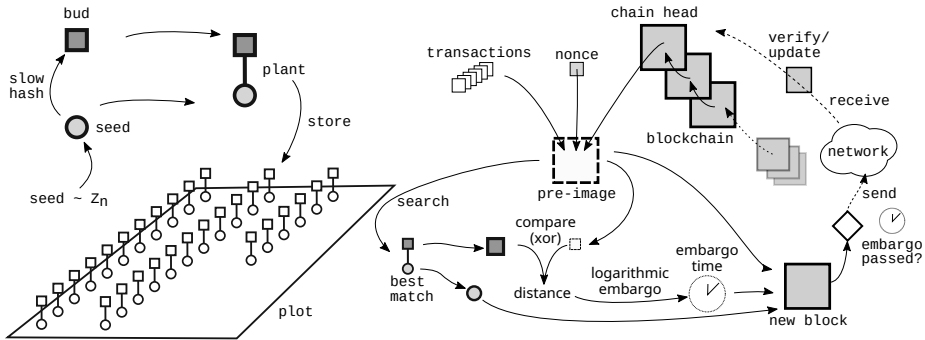 bud
slow
hash
seed
seed ~ Zn
plant
store
plot
chain head
transactions
nonce
verify/
update
receive
blockchain
network
pre-image
search
send
compare
(xor)
embargo
passed?
embargo
time
logarithmic
embargo
best
match
distance
new block